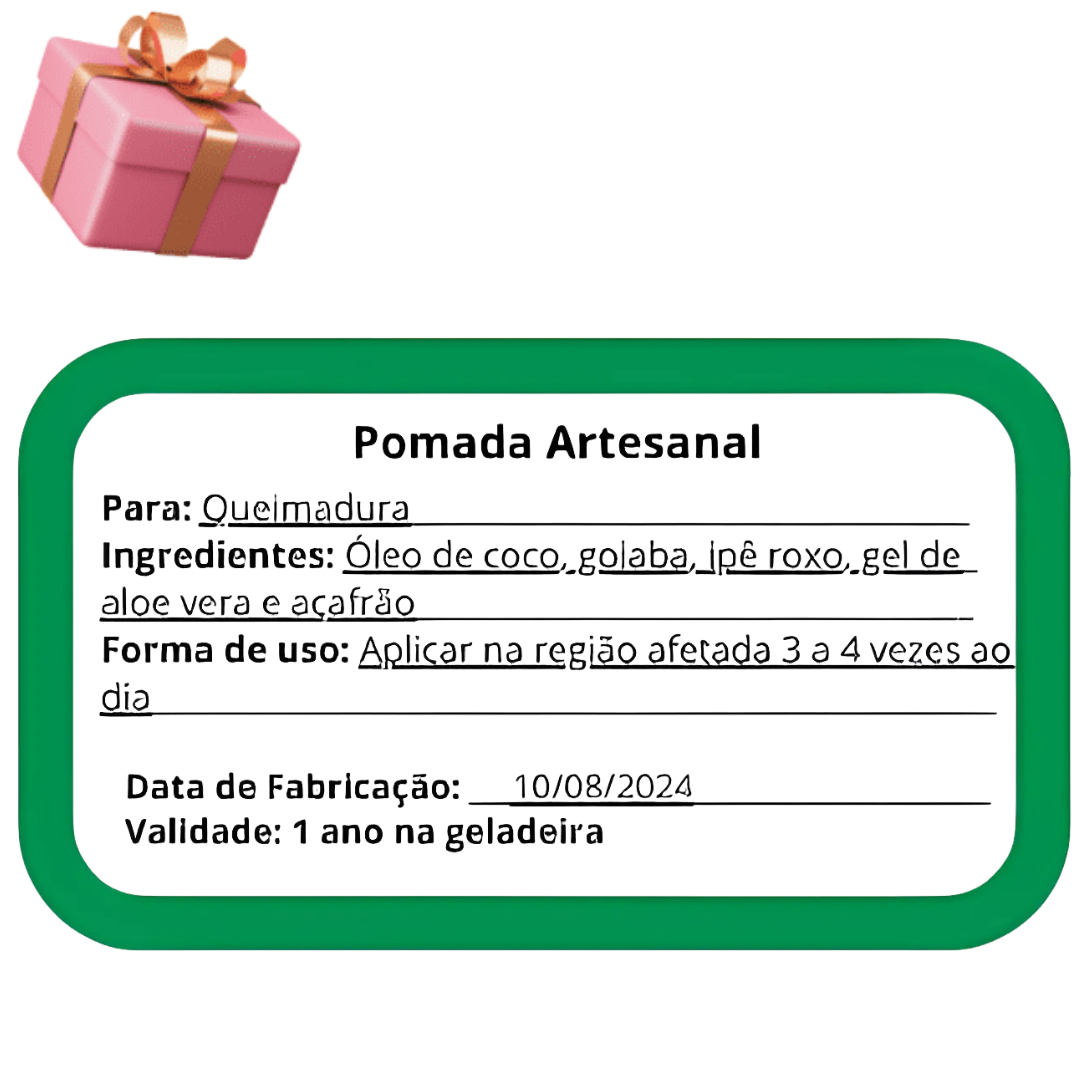 Pomada Artesanal
Para: Queimadura
Ingredientes: Óleo de coco, goiaba, ipê roxo, gel de
aloe vera e açafrão
Forma de uso: Aplicar na região afetada 3 a 4 vezes ao
dia
Data de Fabricação: 10/08/2024
Validade: 1 ano na geladeira